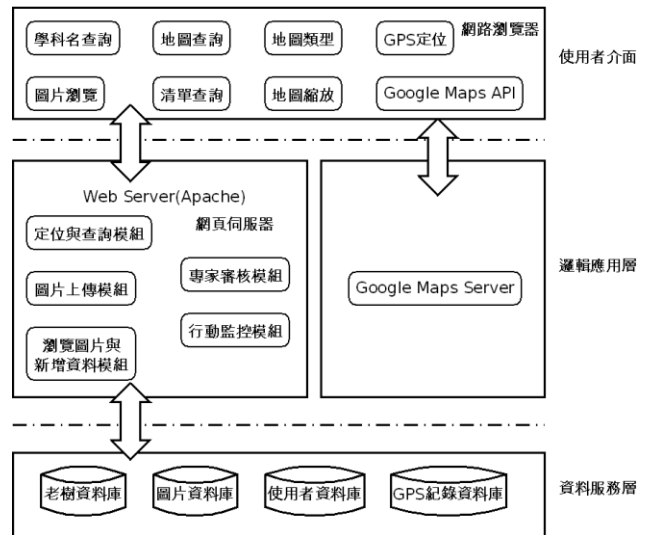 學科名查詢
地圖查詢
地圖類型
GPS定位
網路瀏覽器
使用者介面
圖片瀏覽
清單查詢
地圖縮放
Google Maps API
Web Server(Apache)
網頁伺服器
定位與查詢模組
圖片上傳模組
專家審核模組
行動監控模組
瀏覽圖片與
新增資料模組
Google Maps Server
邏輯應用層
老樹資料庫
圖片資料庫
使用者資料庫
GPS紀錄資料庫
資料服務層